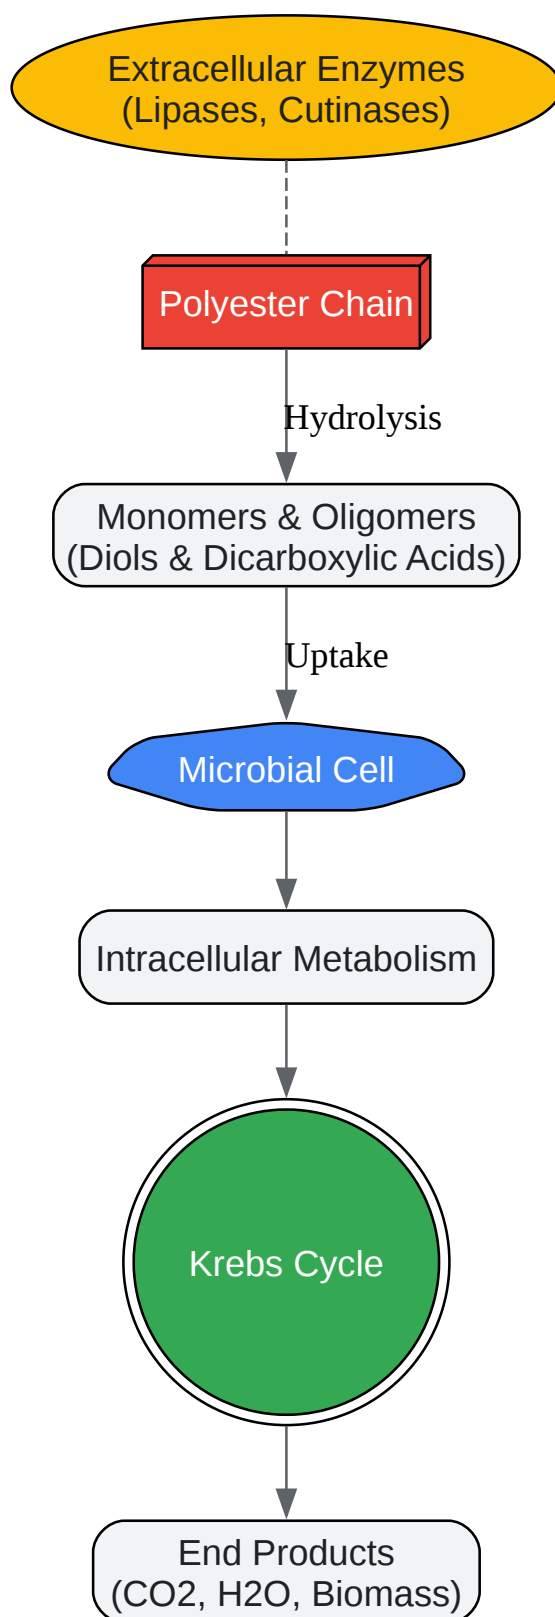 Extracellular Enzymes
(Lipases, Cutinases)
Polyester Chain
Hydrolysis
Monomers & Oligomers
(Diols & Dicarboxylic Acids)
Uptake
Microbial Cell
Intracellular Metabolism
Krebs Cycle
End Products
(CO2, H2O, Biomass)